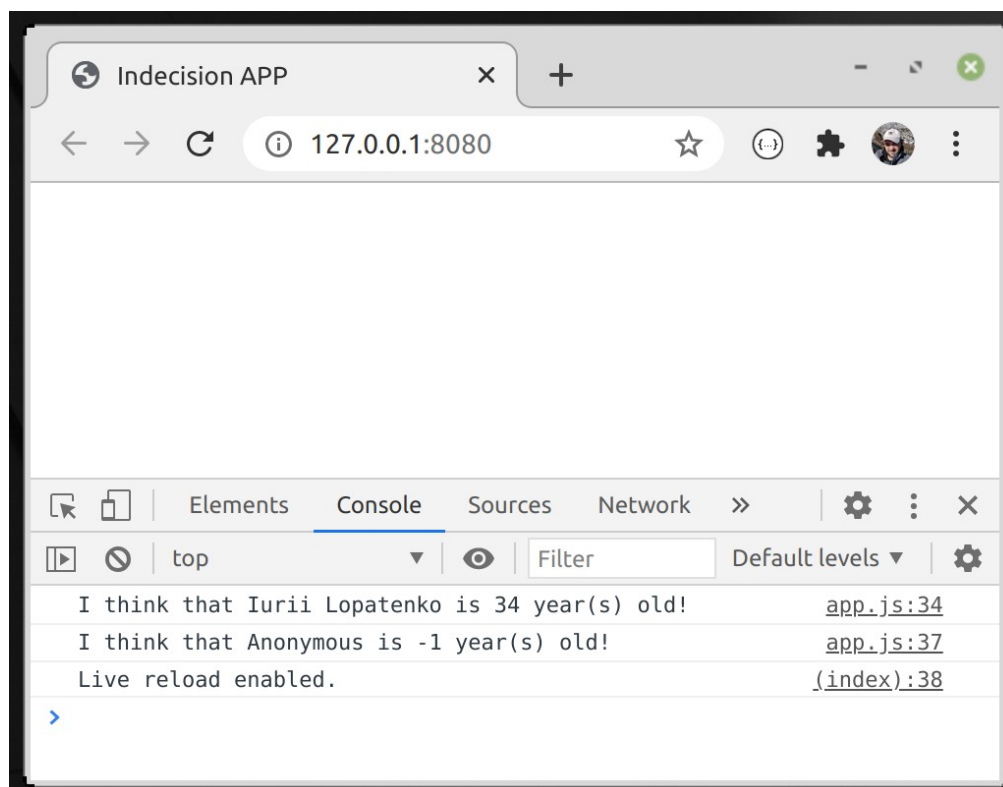 Indecision APP
127.0.0.1:8080
{...}
Elements Console Sources Network »
top Filter Default levels
I think that Iurii Lopatenko is 34 year(s) old! app.js:34
I think that Anonymous is -1 year(s) old! app.js:37
Live reload enabled. (index):38